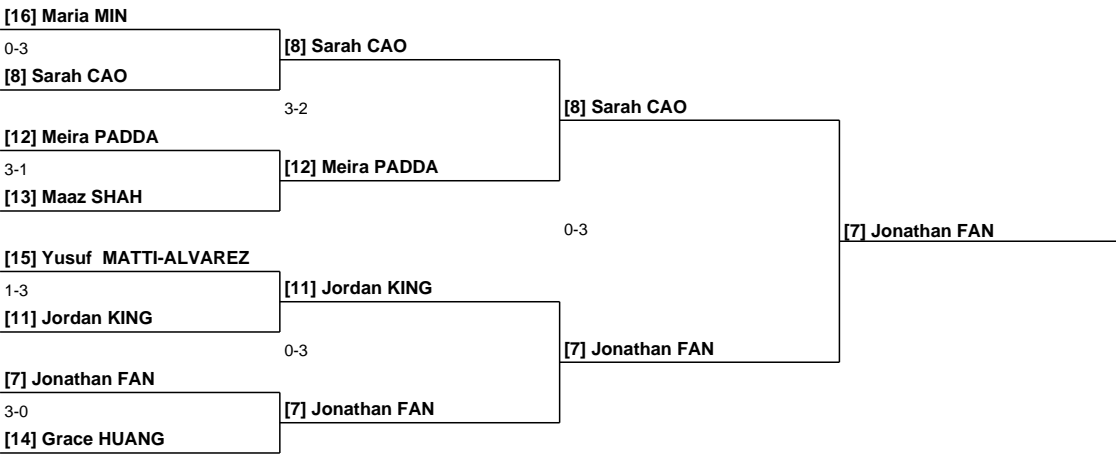 [16] Maria MIN
0-3
[8] Sarah CAO
[8] Sarah CAO
3-2
[8] Sarah CAO
[12] Meira PADDA
3-1
[12] Meira PADDA
[13] Maaz SHAH
0-3
[7] Jonathan FAN
[15] Yusuf  MATTI-ALVAREZ
1-3
[11] Jordan KING
[11] Jordan KING
0-3
[7] Jonathan FAN
[7] Jonathan FAN
3-0
[7] Jonathan FAN
[14] Grace HUANG